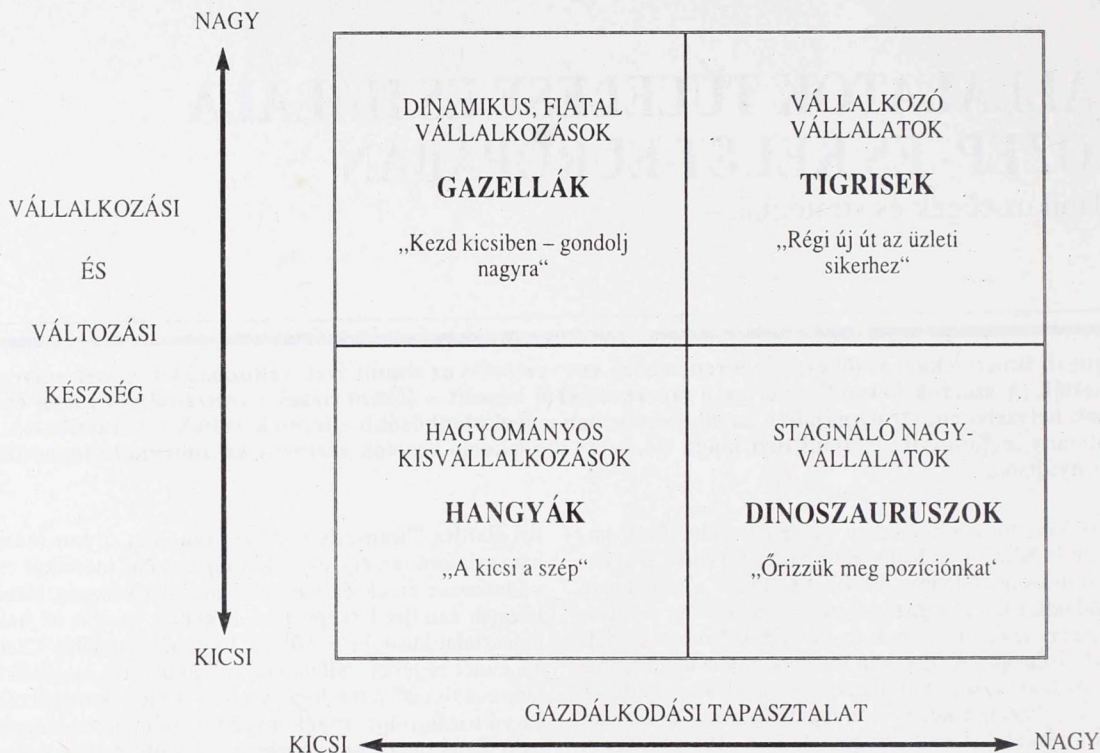 NAGY
VÁLLALKOZÁSI
ÉS
VÁLTOZÁSI
KÉSZSÉG
KICSI
DINAMIKUS, FIATAL
VÁLLALKOZÁSOK
GAZELLÁK
„Kezd kicsiben – gondolj
nagyra“
VÁLLALKOZÓ
VÁLLALATOK
TIGRISEK
„Régi új út az üzleti
sikerhez“
HAGYOMÁNYOS
KISVÁLLALKOZÁSOK
HANGYÁK
„A kicsi a szép“
STAGNÁLÓ NAGY-
VÁLLALATOK
DINOSZAURUSZOK
„Őrizzük meg pozíciónkat‘
GAZDÁLKODÁSI TAPASZTALAT
KICSI
NAGY